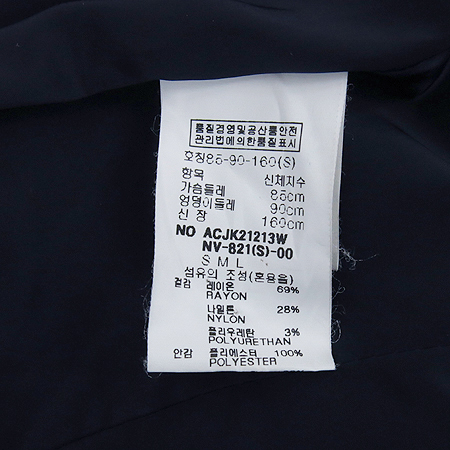 품질경영및공산품안전
관리법에의한품질표시
호칭85-90-160(S)
항목 신체지수
가슴둘레 85cm
엉덩이둘레 90cm
신 장 160cm
NO ACJK21213W
NV-821(S)-00
S M L
섬유의 조성(혼용율)
겉감 레이온 69%
RAYON
나일론 28%
NYLON
폴리우레탄 3%
POLYURETHAN
안감 폴리에스터 100%
POLYESTER